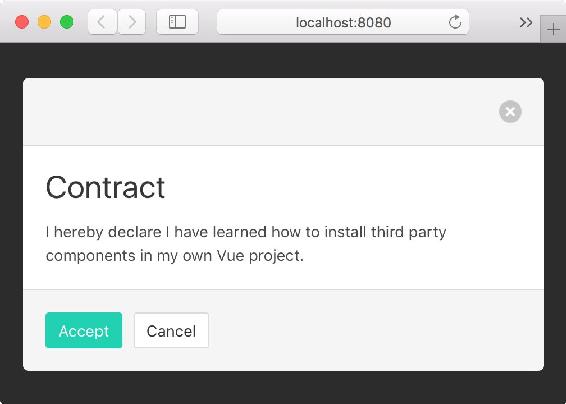 localhost:8080
Contract
I hereby declare I have learned how to install third party
components in my own Vue project.
Accept Cancel